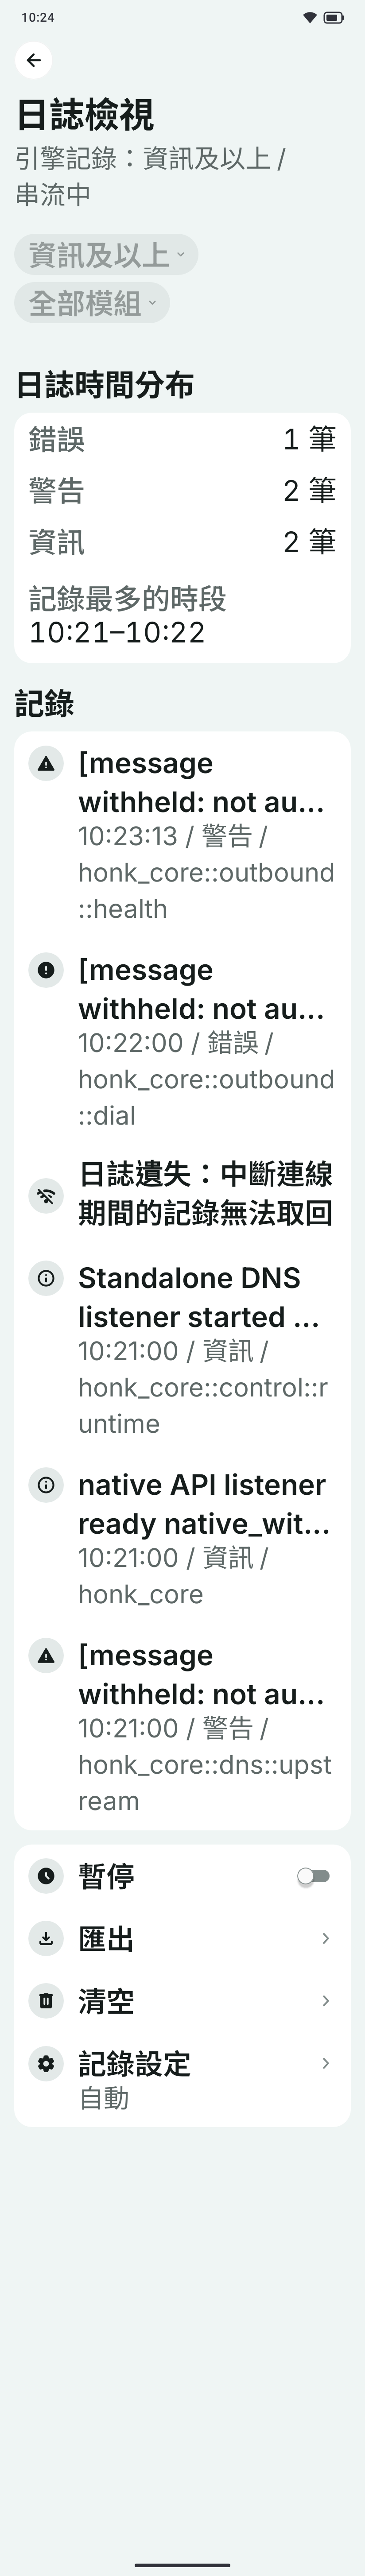 10:24
日誌檢視
引擎記錄：資訊及以上 /
串流中
資訊及以上
全部模組
日誌時間分布
錯誤 1 筆
警告 2 筆
資訊 2 筆
記錄最多的時段
10:21–10:22
記錄
[message
withheld: not au...
10:23:13 / 警告 /
honk_core::outbound
::health
[message
withheld: not au...
10:22:00 / 錯誤 /
honk_core::outbound
::dial
日誌遺失：中斷連線
期間的記錄無法取回
Standalone DNS
listener started ...
10:21:00 / 資訊 /
honk_core::control::r
untime
native API listener
ready native_wit...
10:21:00 / 資訊 /
honk_core
[message
withheld: not au...
10:21:00 / 警告 /
honk_core::dns::upst
ream
暫停
匯出
清空
記錄設定
自動